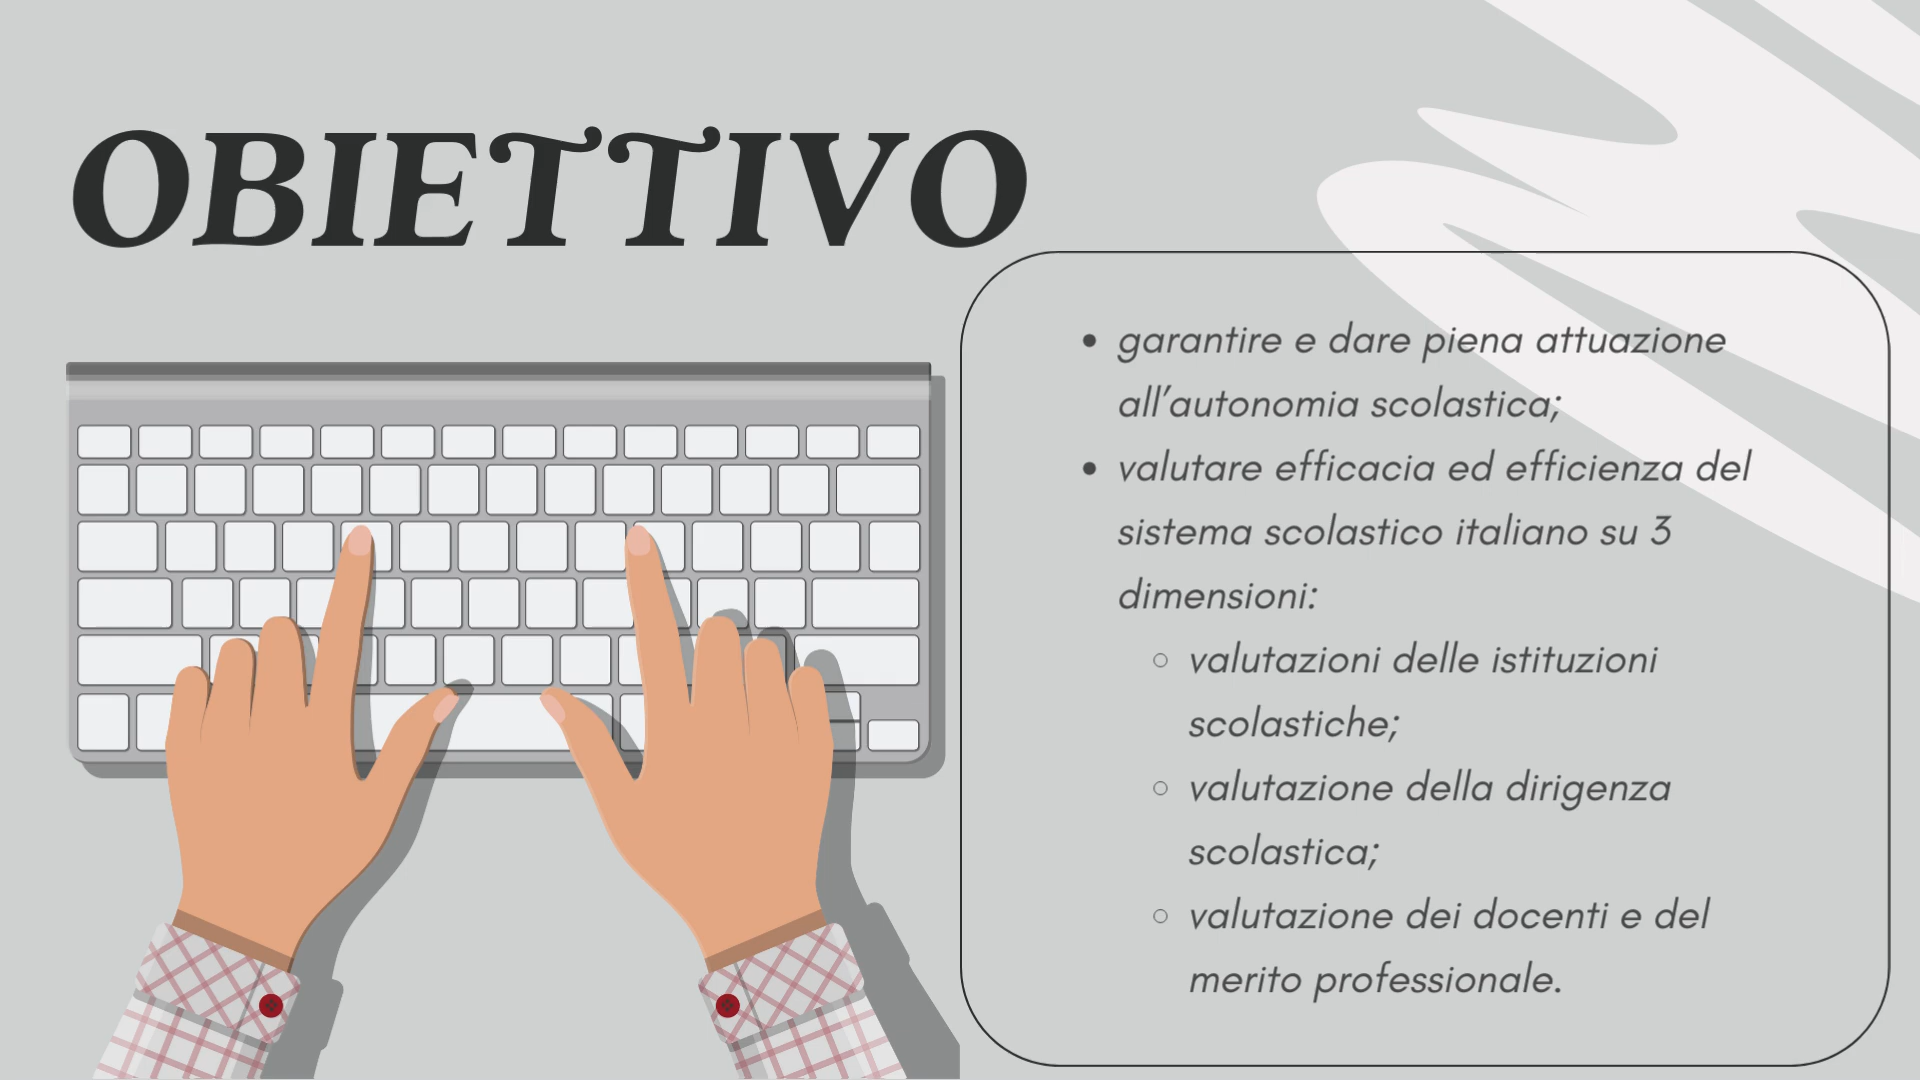 OBIETTIVO
• garantire e dare piena attuazione
all'autonomia scolastica;
• valutare efficacia ed efficienza del
sistema scolastico italiano su 3
dimensioni:
○ valutazioni delle istituzioni
scolastiche;
○ valutazione della dirigenza
scolastica;
○ valutazione dei docenti e del
merito professionale.